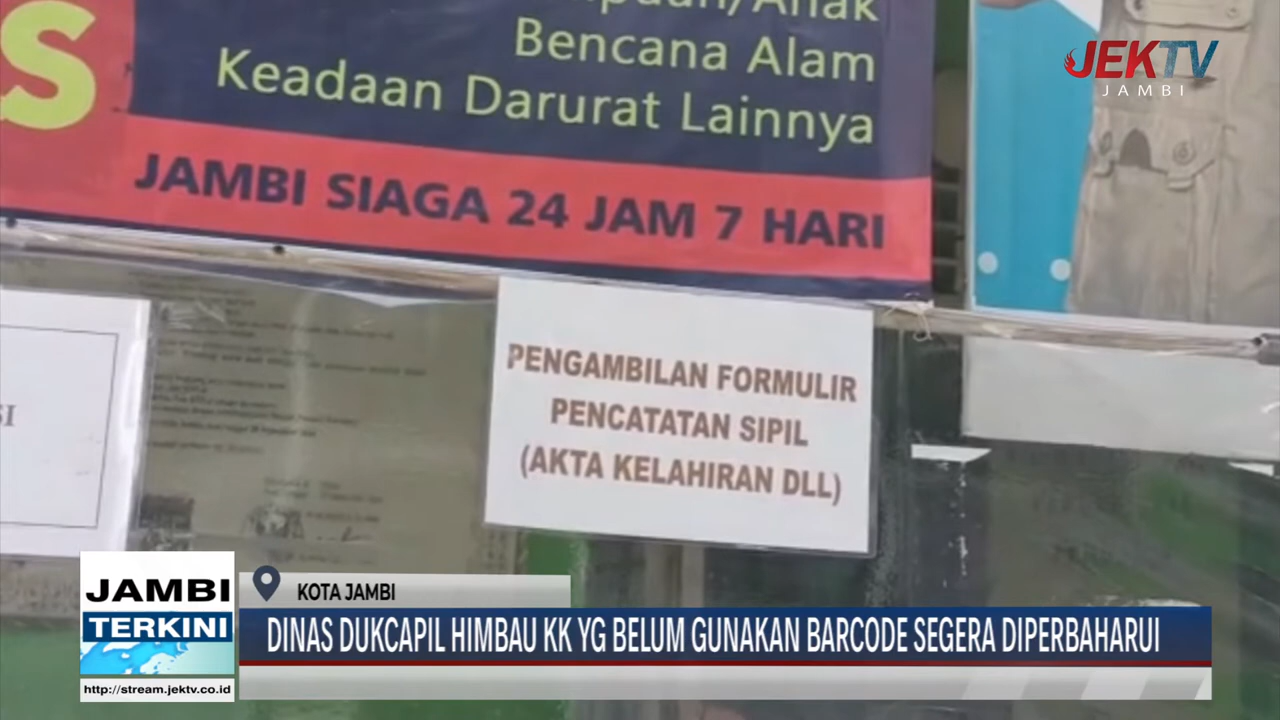 Bencana Alam
Keadaan Darurat Lainnya
JAMBI SIAGA 24 JAM 7 HARI
JEKTV
JAMBI
PENGAMBILAN FORMULIR
PENCATATAN SIPIL
(AKTA KELAHIRAN DLL)
JAMBI
TERKINI
http://stream.jektv.co.id
KOTA JAMBI
DINAS DUKCAPIL HIMBAU KK YG BELUM GUNAKAN BARCODE SEGERA DIPERBAHARUI